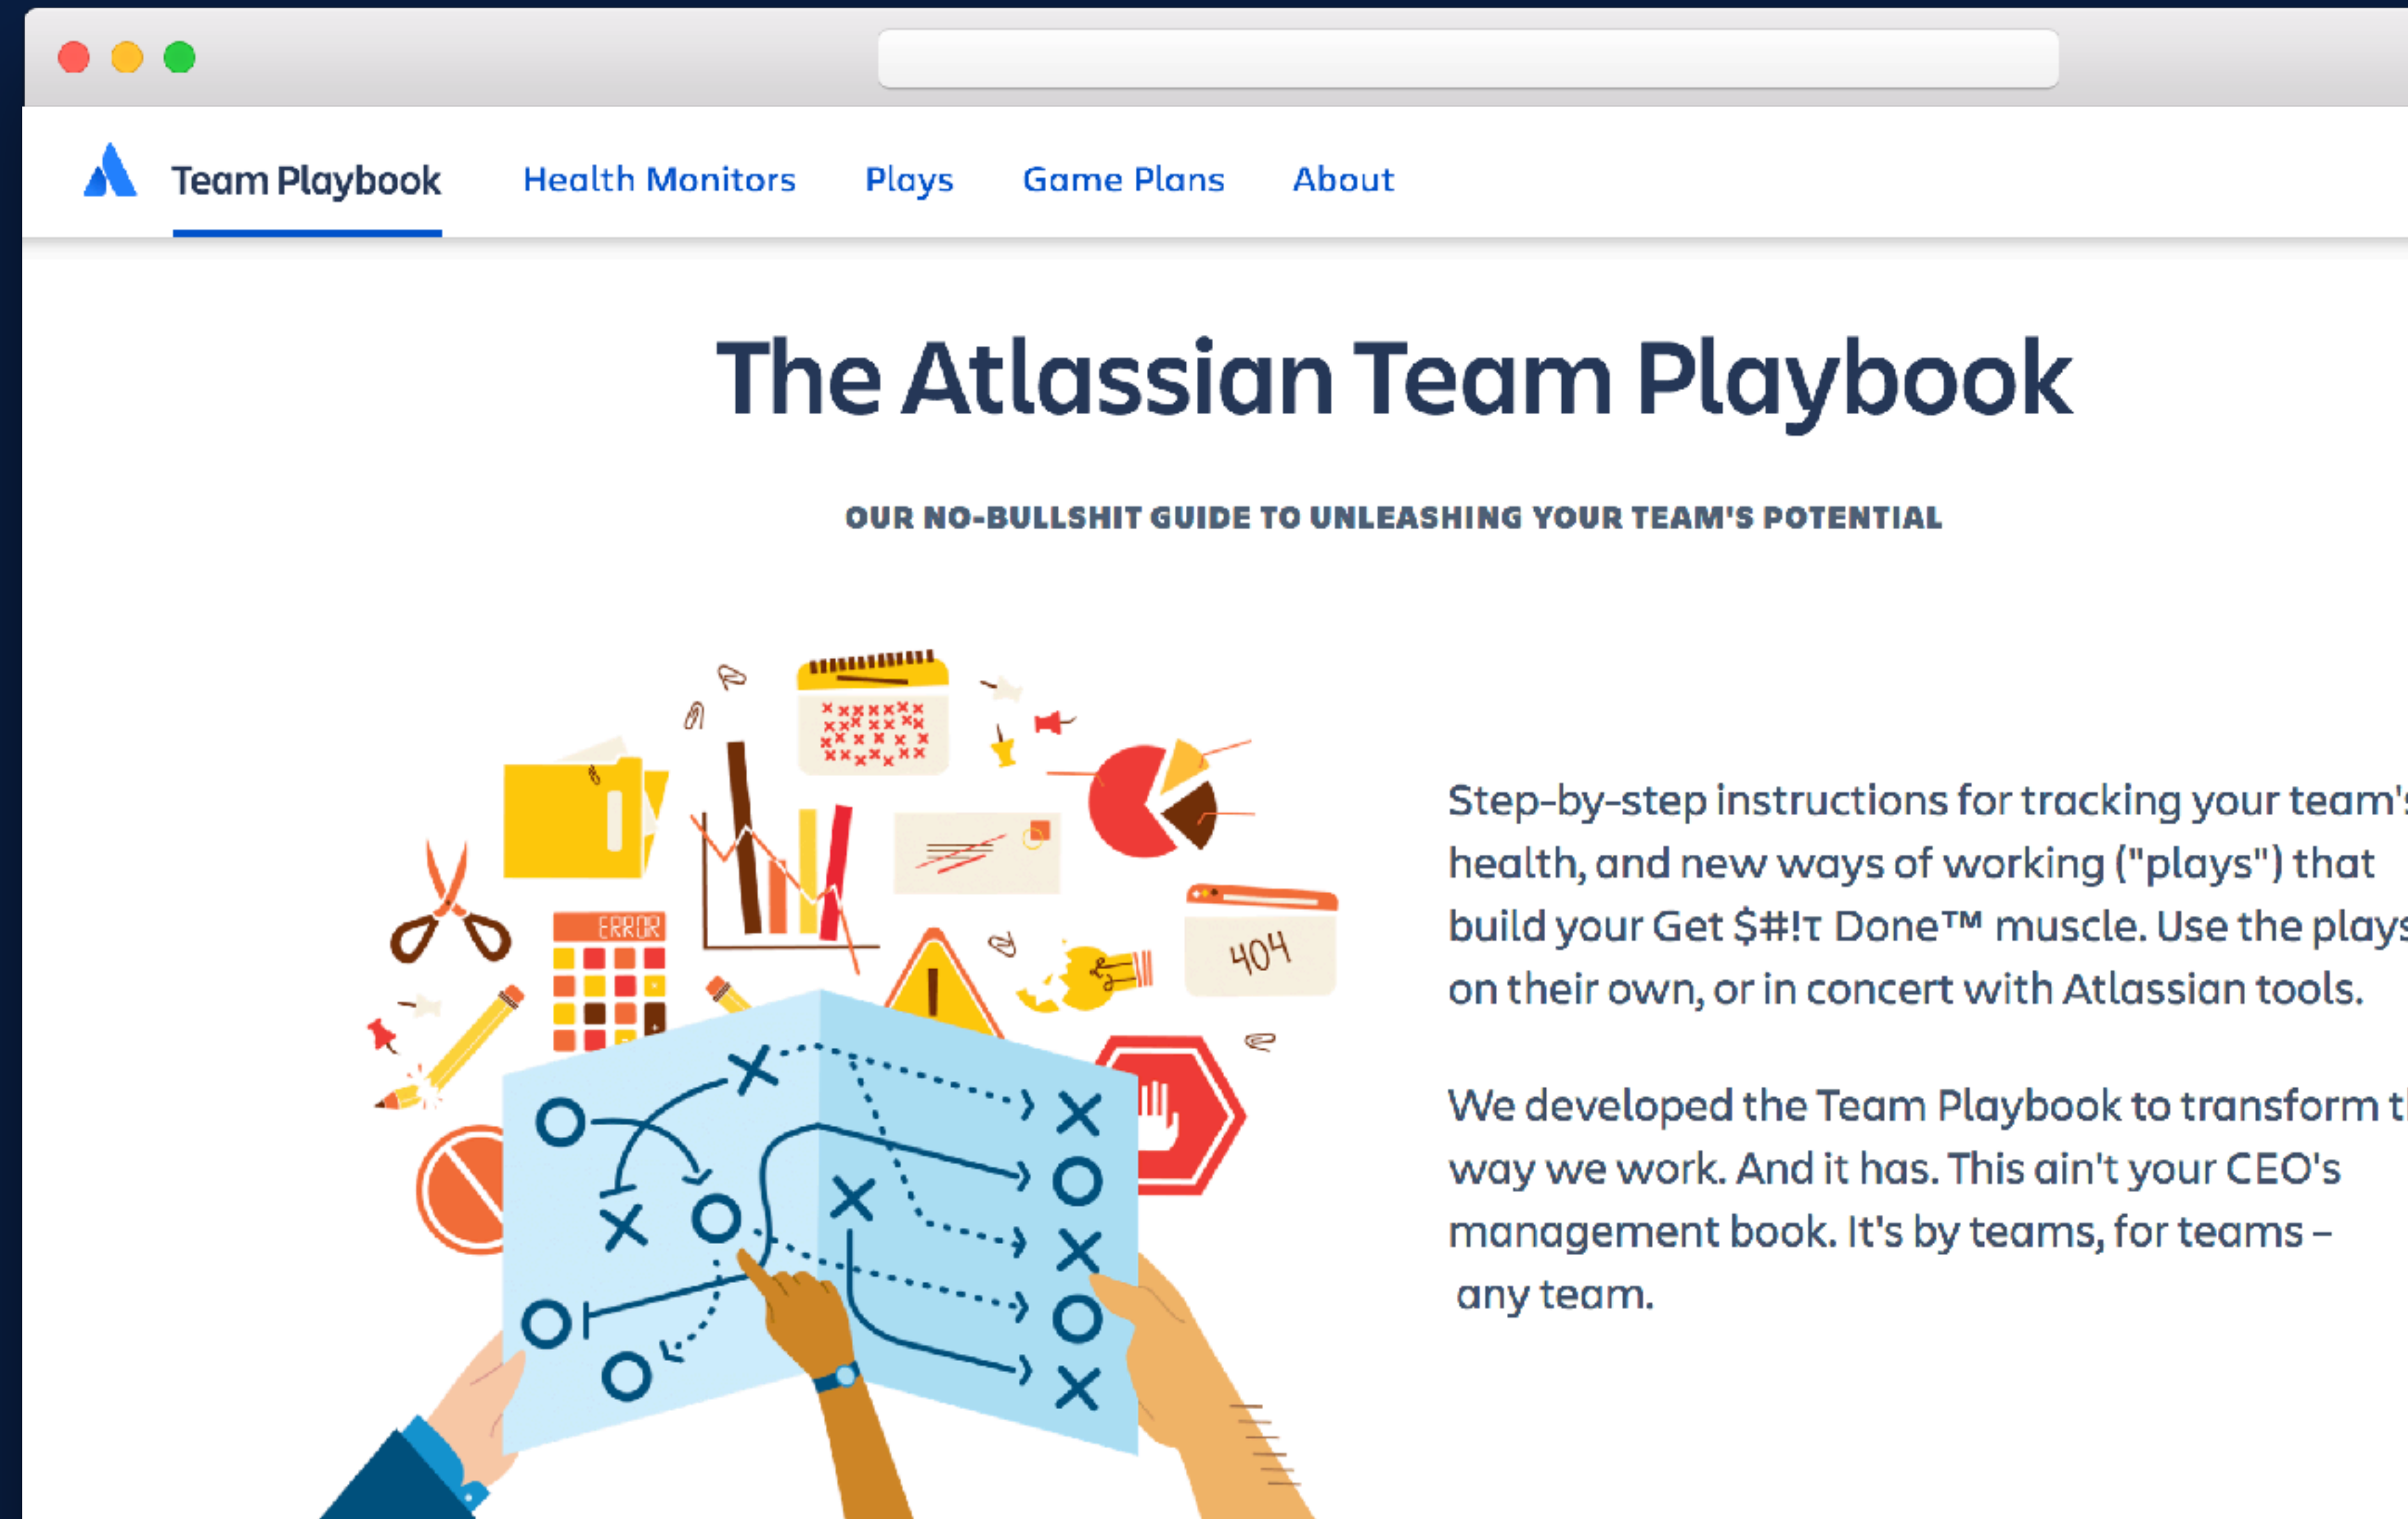 Team Playbook Health Monitors Plays Game Plans About
The Atlassian Team Playbook
OUR NO-BULLSHIT GUIDE TO UNLEASHING YOUR TEAM'S POTENTIAL
ERROR
404
Step-by-step instructions for tracking your team's
health, and new ways of working ("plays") that
build your Get $#!т Done™ muscle. Use the plays
on their own, or in concert with Atlassian tools.
We developed the Team Playbook to transform
way we work. And it has. This ain't your CEO's
management book. It's by teams, for teams –
any team.